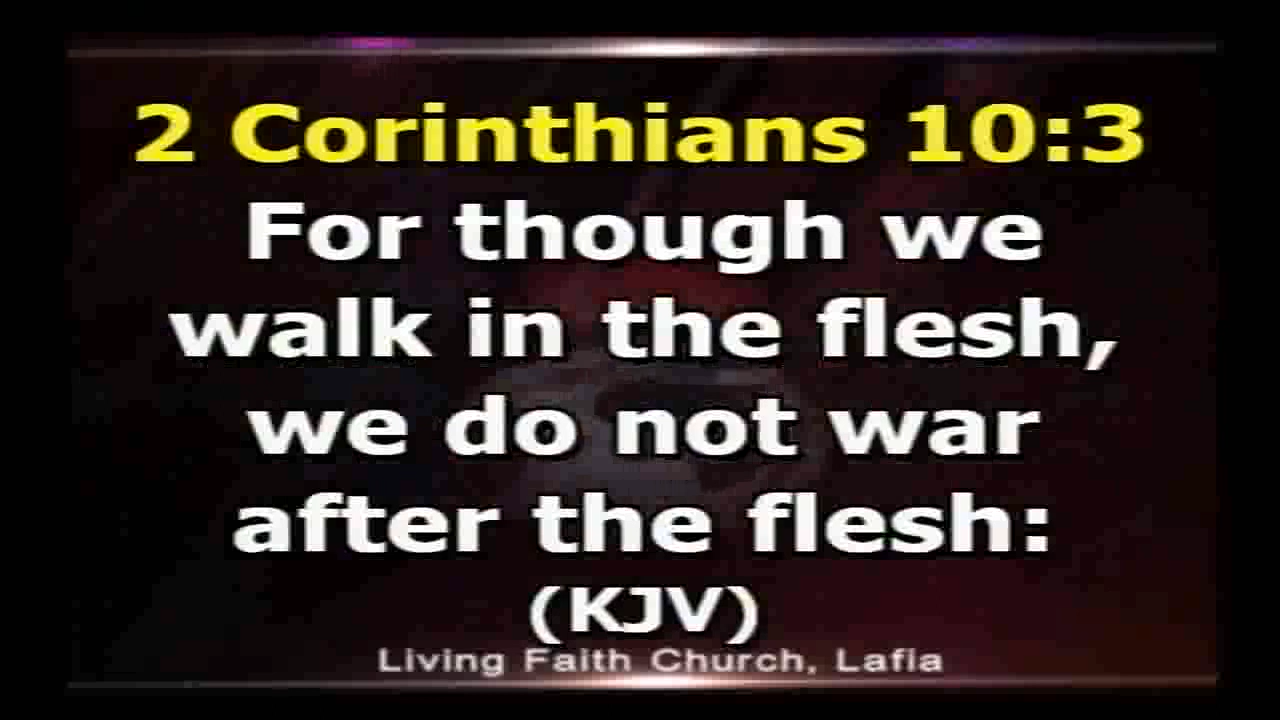 2 Corinthians 10:3
For though we
walk in the flesh,
we do not war
after the flesh:
(KJV)
Living Faith Church, Lafia